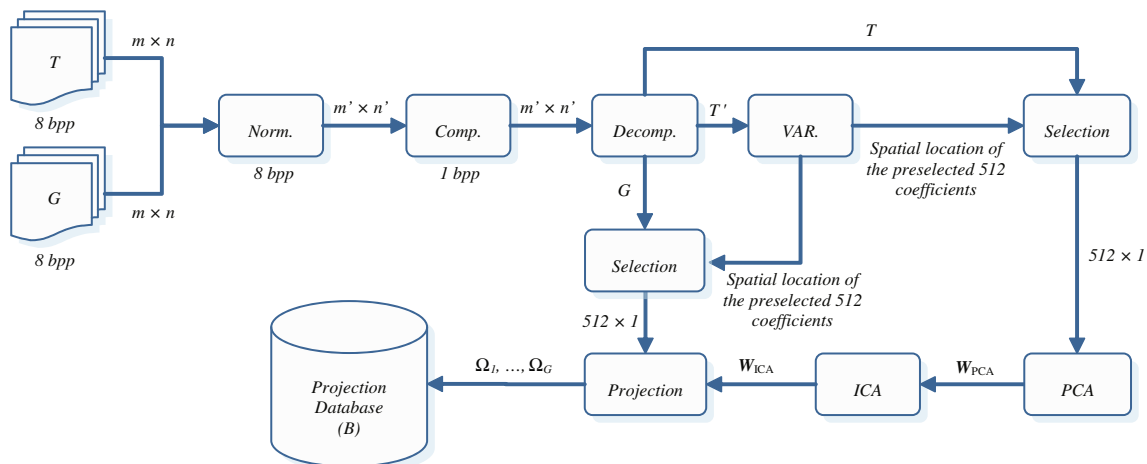 T
m × n
T
8 bpp
G
m × n
8 bpp
Norm.
8 bpp
m’ × n’
Comp.
1 bpp
m’ × n’
Decomp.
T’
VAR.
Spatial location of
the preselected 512
coefficients
Selection
G
Selection
Spatial location of
the preselected 512
coefficients
512 × 1
512 × 1
Projection Database (B)
Ω1, …, ΩG
Projection
WICA
ICA
WPCA
PCA